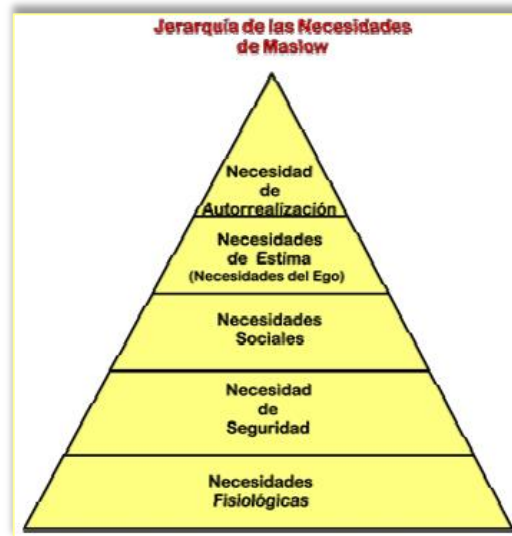 Jerarquía de las Necesidades
de Maslow
Necesidad
de
Autorrealización
Necesidades
de Estíma
(Necesidades del Ego)
Necesidades
Sociales
Necesidad
de
Seguridad
Necesidades
Fisiológicas